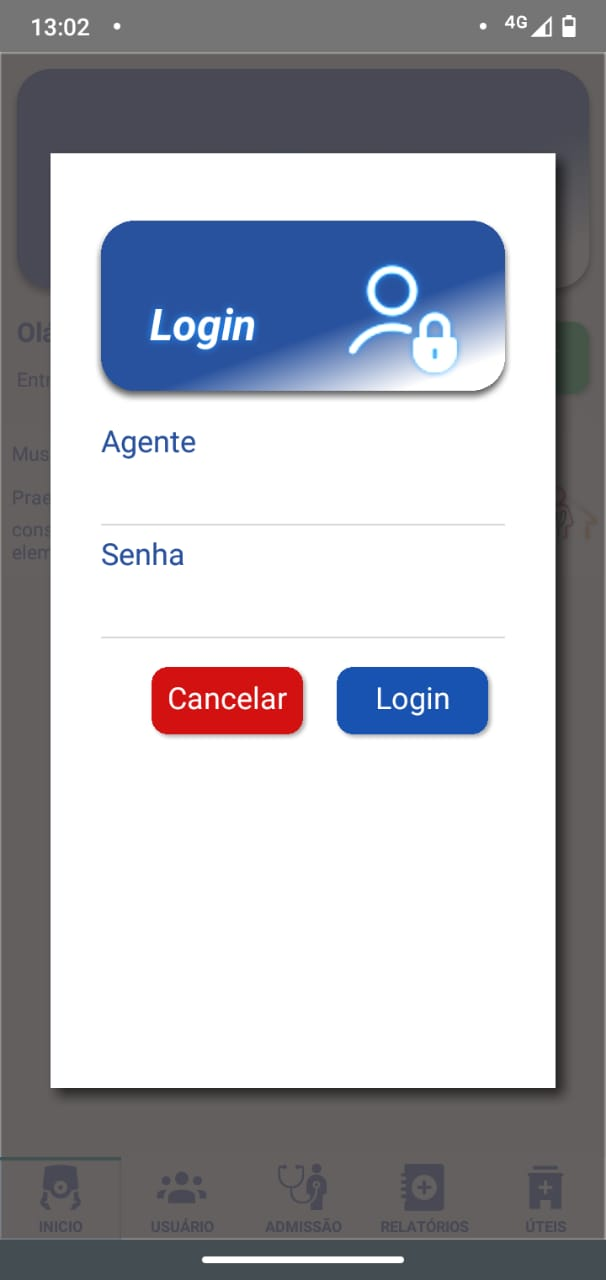 13:02
4G
Login
Agente
Senha
Cancelar
Login
INICIO
USUÁRIO
ADMISSÃO
RELATÓRIOS
ÚTEIS